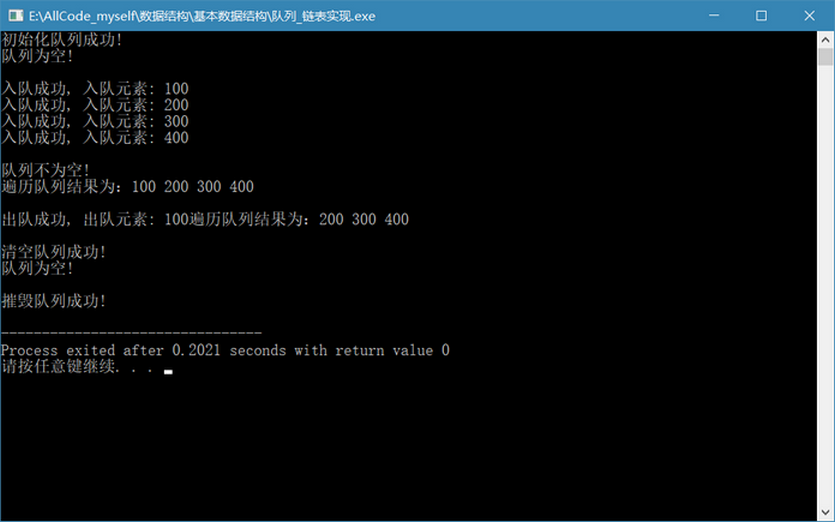 E:\AllCode_myself\数据结构\基本数据结构\队列_链表实现.exe
初始化队列成功!
队列为空!
入队成功, 入队元素: 100
入队成功, 入队元素: 200
入队成功, 入队元素: 300
入队成功, 入队元素: 400
队列不为空!
遍历队列结果为: 100 200 300 400
出队成功, 出队元素: 100遍历队列结果为: 200 300 400
清空队列成功!
队列为空!
摧毁队列成功!
--------------------------------
Process exited after 0.2021 seconds with return value 0
请按任意键继续. . .